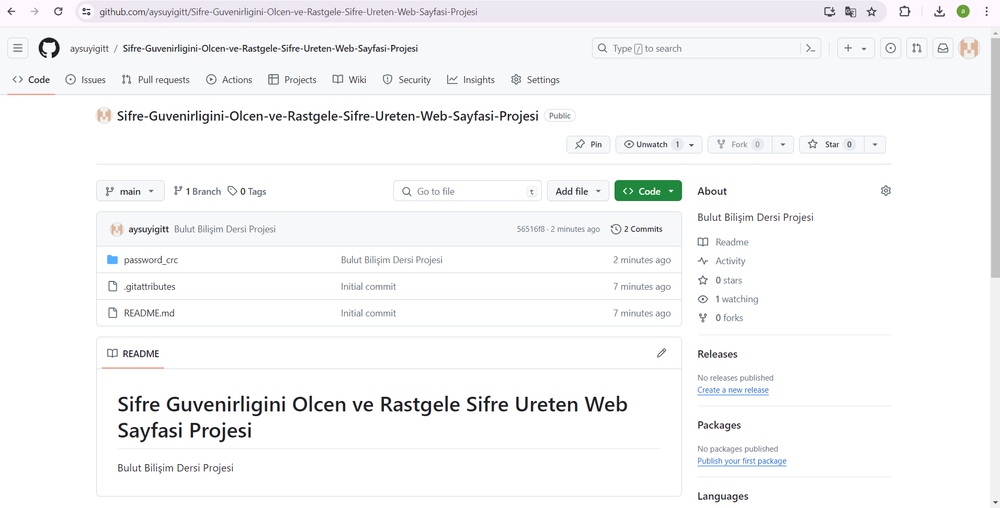 github.com/aysuyigitt/Sifre-Guvenirligini-Olcen-ve-Rastgele-Sifre-Ureten-Web-Sayfasi-Projesi
a
aysuyigitt / Sifre-Guvenirligini-Olcen-ve-Rastgele-Sifre-Ureten-Web-Sayfasi-Projesi
Type / to search
Code Issues Pull requests Actions Projects Wiki Security Insights Settings
Sifre-Guvenirligini-Olcen-ve-Rastgele-Sifre-Ureten-Web-Sayfasi-Projesi Public
Pin Unwatch 1 Fork 0 Star 0
main 1 Branch 0 Tags Go to file t Add file Code
aysuyigitt Bulut Bilişim Dersi Projesi 56516f8 · 2 minutes ago 2 Commits
password_crc Bulut Bilişim Dersi Projesi 2 minutes ago
.gitattributes Initial commit 7 minutes ago
README.md Initial commit 7 minutes ago
README
Sifre Guvenirligini Olcen ve Rastgele Sifre Ureten Web
Sayfasi Projesi
Bulut Bilişim Dersi Projesi
About
Bulut Bilişim Dersi Projesi
Readme
Activity
0 stars
1 watching
0 forks
Releases
No releases published
Create a new release
Packages
No packages published
Publish your first package
Languages